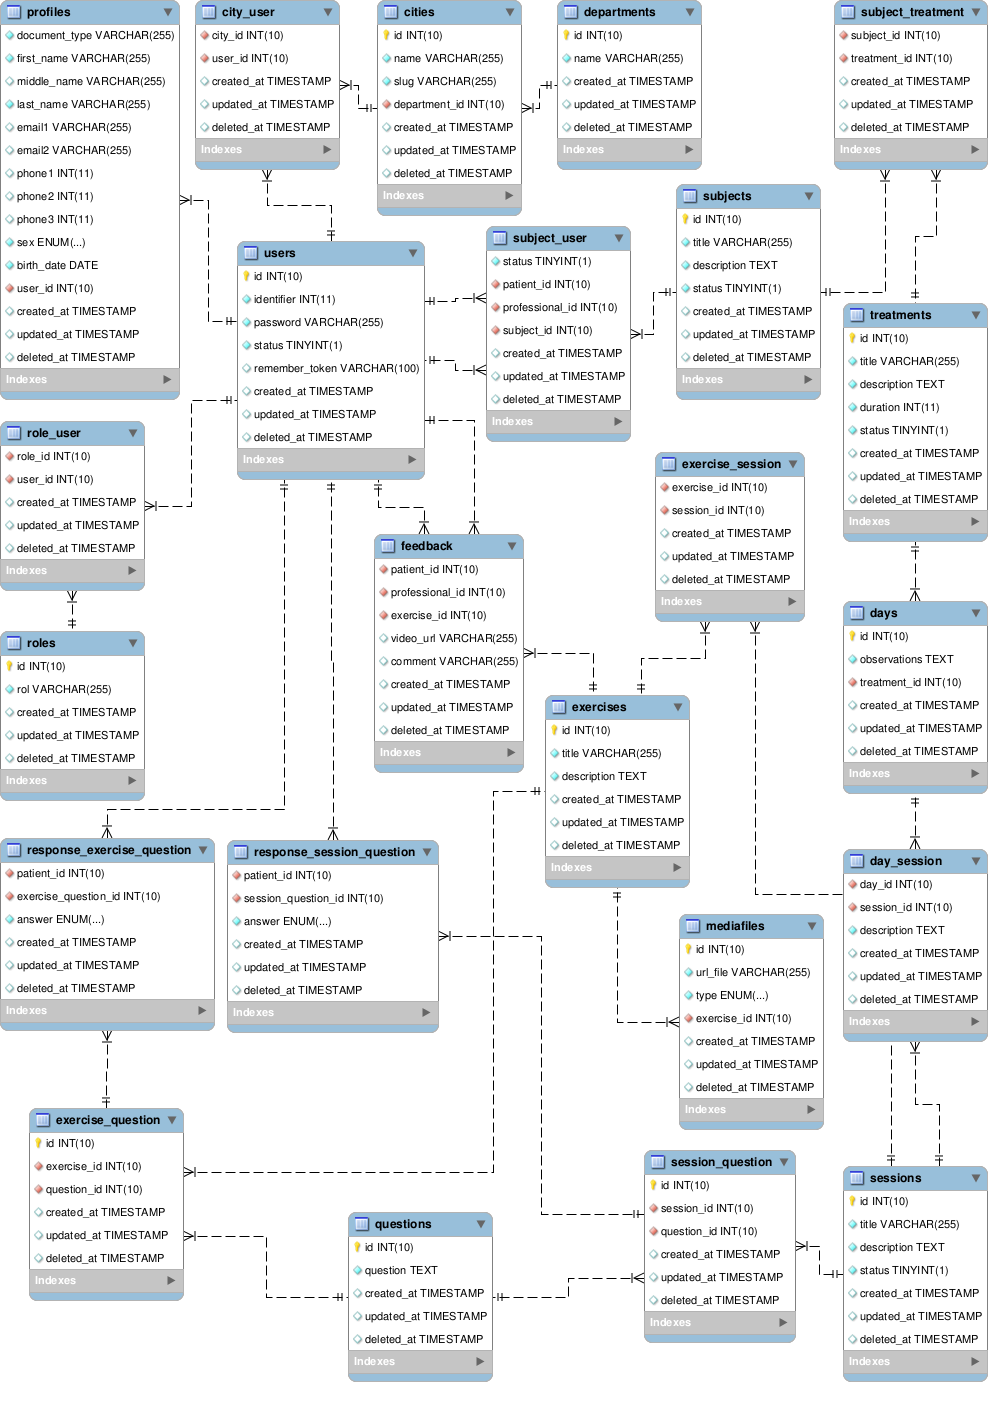 profiles
document_type VARCHAR(255)
first_name VARCHAR(255)
middle_name VARCHAR(255)
last_name VARCHAR(255)
email1 VARCHAR(255)
email2 VARCHAR(255)
phone1 INT(11)
phone2 INT(11)
phone3 INT(11)
sex ENUM(...)
birth_date DATE
user_id INT(10)
created_at TIMESTAMP
updated_at TIMESTAMP
deleted_at TIMESTAMP
Indexes
city_user
city_id INT(10)
user_id INT(10)
created_at TIMESTAMP
updated_at TIMESTAMP
deleted_at TIMESTAMP
Indexes
cities
id INT(10)
name VARCHAR(255)
slug VARCHAR(255)
department_id INT(10)
created_at TIMESTAMP
updated_at TIMESTAMP
deleted_at TIMESTAMP
Indexes
departments
id INT(10)
name VARCHAR(255)
created_at TIMESTAMP
updated_at TIMESTAMP
deleted_at TIMESTAMP
Indexes
subject_treatment
subject_id INT(10)
treatment_id INT(10)
created_at TIMESTAMP
updated_at TIMESTAMP
deleted_at TIMESTAMP
Indexes
users
id INT(10)
identifier INT(11)
password VARCHAR(255)
status TINYINT(1)
remember_token VARCHAR(100)
created_at TIMESTAMP
updated_at TIMESTAMP
deleted_at TIMESTAMP
Indexes
subject_user
status TINYINT(1)
patient_id INT(10)
professional_id INT(10)
subject_id INT(10)
created_at TIMESTAMP
updated_at TIMESTAMP
deleted_at TIMESTAMP
Indexes
subjects
id INT(10)
title VARCHAR(255)
description TEXT
status TINYINT(1)
created_at TIMESTAMP
updated_at TIMESTAMP
deleted_at TIMESTAMP
Indexes
treatments
id INT(10)
title VARCHAR(255)
description TEXT
duration INT(11)
status TINYINT(1)
created_at TIMESTAMP
updated_at TIMESTAMP
deleted_at TIMESTAMP
Indexes
role_user
role_id INT(10)
user_id INT(10)
created_at TIMESTAMP
updated_at TIMESTAMP
deleted_at TIMESTAMP
Indexes
exercise_session
exercise_id INT(10)
session_id INT(10)
created_at TIMESTAMP
updated_at TIMESTAMP
deleted_at TIMESTAMP
Indexes
feedback
patient_id INT(10)
professional_id INT(10)
exercise_id INT(10)
video_url VARCHAR(255)
comment VARCHAR(255)
created_at TIMESTAMP
updated_at TIMESTAMP
deleted_at TIMESTAMP
Indexes
days
id INT(10)
observations TEXT
treatment_id INT(10)
created_at TIMESTAMP
updated_at TIMESTAMP
deleted_at TIMESTAMP
Indexes
roles
id INT(10)
rol VARCHAR(255)
created_at TIMESTAMP
updated_at TIMESTAMP
deleted_at TIMESTAMP
Indexes
exercises
id INT(10)
title VARCHAR(255)
description TEXT
created_at TIMESTAMP
updated_at TIMESTAMP
deleted_at TIMESTAMP
Indexes
response_exercise_question
patient_id INT(10)
exercise_question_id INT(10)
answer ENUM(...)
created_at TIMESTAMP
updated_at TIMESTAMP
deleted_at TIMESTAMP
Indexes
response_session_question
patient_id INT(10)
session_question_id INT(10)
answer ENUM(...)
created_at TIMESTAMP
updated_at TIMESTAMP
deleted_at TIMESTAMP
Indexes
day_session
day_id INT(10)
session_id INT(10)
description TEXT
created_at TIMESTAMP
updated_at TIMESTAMP
deleted_at TIMESTAMP
Indexes
mediafiles
id INT(10)
url_file VARCHAR(255)
type ENUM(...)
exercise_id INT(10)
created_at TIMESTAMP
updated_at TIMESTAMP
deleted_at TIMESTAMP
Indexes
exercise_question
id INT(10)
exercise_id INT(10)
question_id INT(10)
created_at TIMESTAMP
updated_at TIMESTAMP
deleted_at TIMESTAMP
Indexes
session_question
id INT(10)
session_id INT(10)
question_id INT(10)
created_at TIMESTAMP
updated_at TIMESTAMP
deleted_at TIMESTAMP
Indexes
sessions
id INT(10)
title VARCHAR(255)
description TEXT
status TINYINT(1)
created_at TIMESTAMP
updated_at TIMESTAMP
deleted_at TIMESTAMP
Indexes
questions
id INT(10)
question TEXT
created_at TIMESTAMP
updated_at TIMESTAMP
deleted_at TIMESTAMP
Indexes